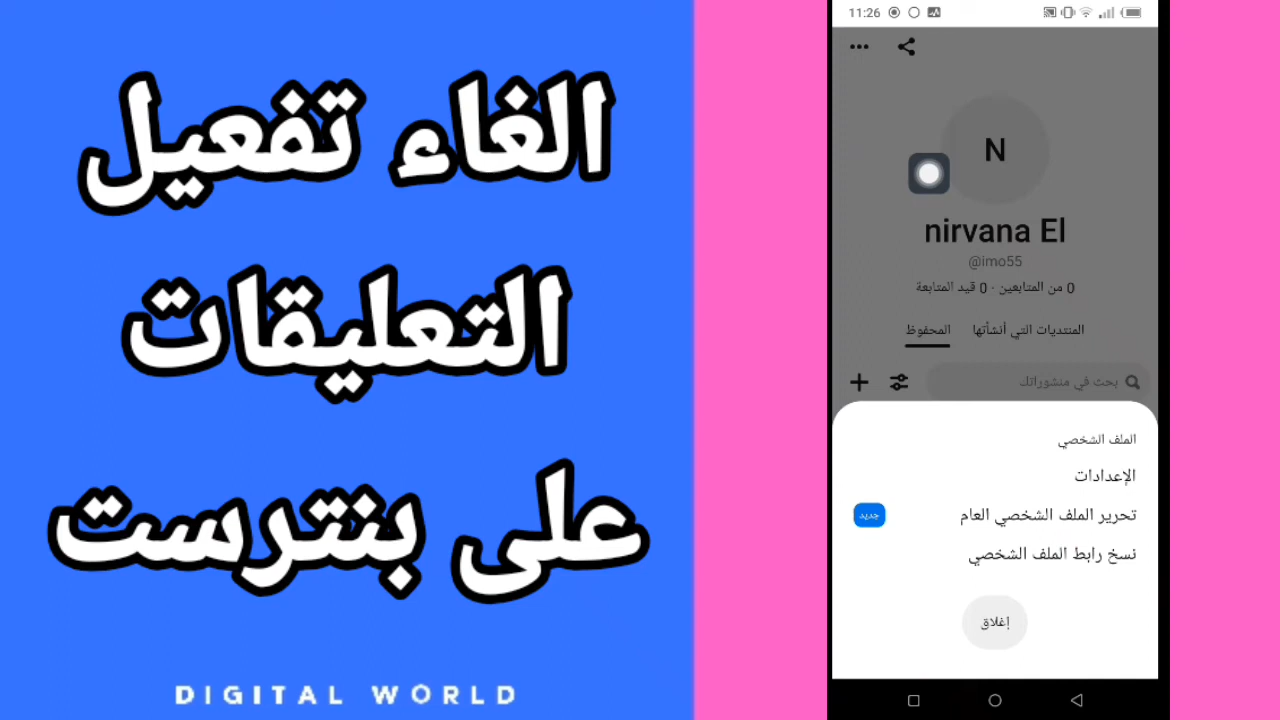 الغاء تفعيل
التعليقات
على بنترست
DIGITAL WORLD
11:26
N
nirvana El
@imo55
0 من المتابعين · 0 قيد المتابعة
المنتديات التي أنشأتها
المحفوظ
بحث في منشوراتك
الملف الشخصي
الإعدادات
تحرير الملف الشخصي العام
جديد
نسخ رابط الملف الشخصي
إغلاق